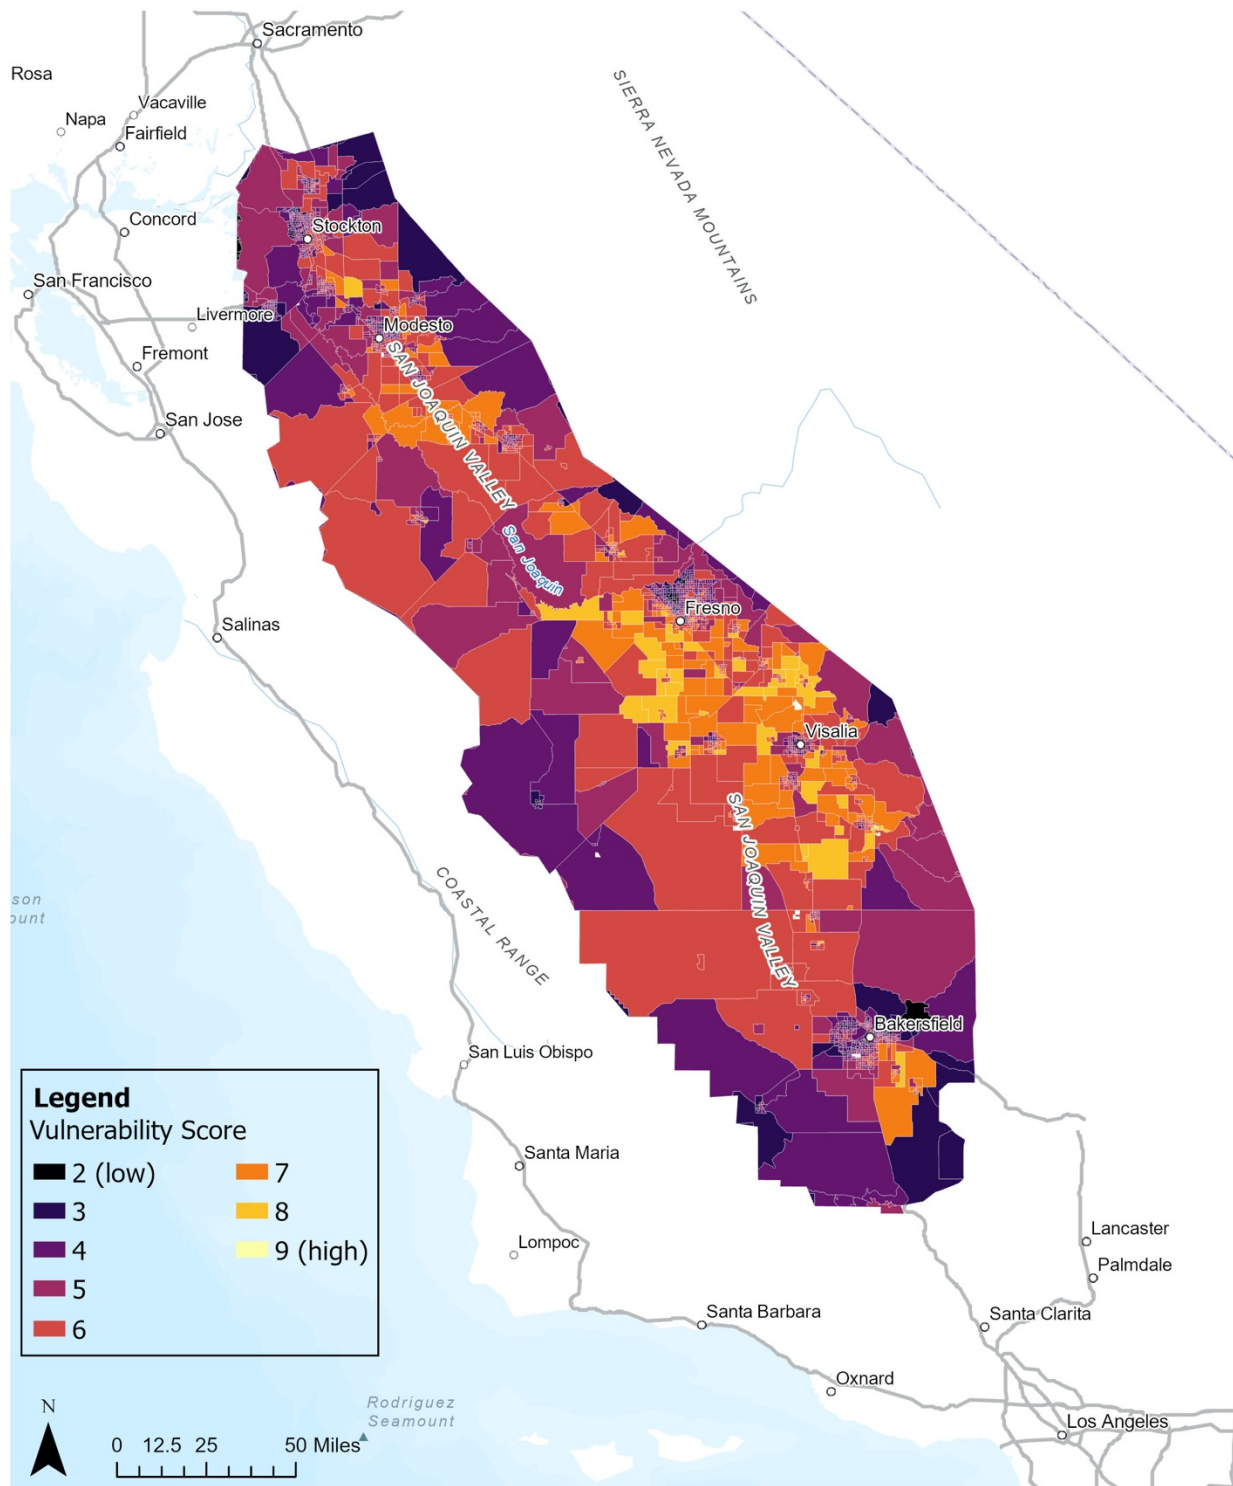 Sacramento
Rosa
Vacaville
Napa
Fairfield
SIERRA NEVADA MOUNTAINS
Concord
Stockton
San Francisco
Livermore
Modesto
Fremont
SAN JOAQUIN VALLEY
San Jose
San Joaquin
Fresno
Salinas
Visalia
SAN JOAQUIN VALLEY
COASTAL RANGE
son
ount
Bakersfield
San Luis Obispo
Legend
Vulnerability Score
2 (low)
3
4
5
6
7
8
9 (high)
Santa Maria
Lompoc
Lancaster
Palmdale
Santa Barbara
Santa Clarita
Oxnard
Rodriguez
Seamount
Los Angeles
N
0 12.5 25 50 Miles